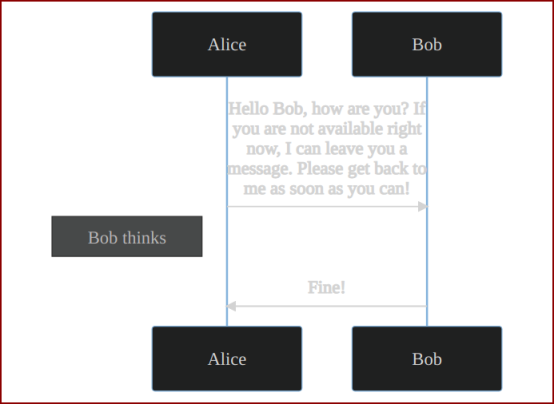 Alice
Bob
Hello Bob, how are you? If
you are not available right
now, I can leave you a
message. Please get back to
me as soon as you can!
Bob thinks
Fine!
Alice
Bob